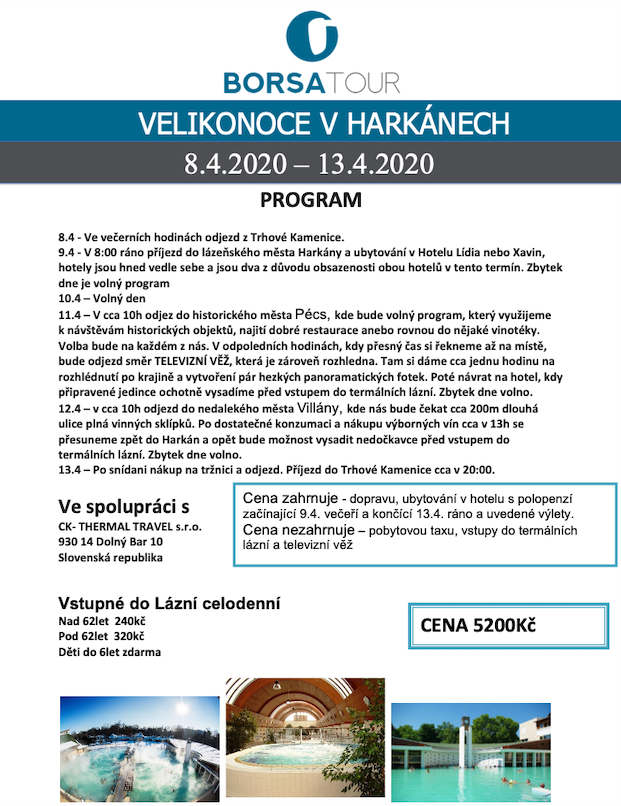 BORSATOUR
VELIKONOCE V HARKÁNECH
8.4.2020 – 13.4.2020
PROGRAM
8.4 - Ve večerních hodinách odjezd z Trhové Kamenice.
9.4 - V 8:00 ráno příjezd do lázeňského města Harkány a ubytování v Hotelu Lídia nebo Xavin,
hotely jsou hned vedle sebe a jsou dva z důvodu obsazenosti obou hotelů v tento termín. Zbytek
dne je volný program
10.4 – Volný den
11.4 – V cca 10h odjez do historického města Pécs, kde bude volný program, který využijeme
k návštěvám historických objektů, najití dobré restaurace anebo rovnou do nějaké vinotéky.
Volba bude na každém z nás. V odpoledních hodinách, kdy přesný čas si řekneme až na místě,
bude odjezd směr TELEVIZNÍ VĚŽ, která je zároveň rozhledna. Tam si dáme cca jednu hodinu na
rozhlédnutí po krajině a vytvoření pár hezkých panoramatických fotek. Poté návrat na hotel, kdy
připravené jedince ochotně vysadíme před vstupem do termálních lázní. Zbytek dne volno.
12.4 – v cca 10h odjezd do nedalekého města Villány, kde nás bude čekat cca 200m dlouhá
ulice plná vinných sklípků. Po dostatečné konzumaci a nákupu výborných vín cca v 13h se
přesuneme zpět do Harkán a opět bude možnost vysadit nedočkavce před vstupem do
termálních lázní. Zbytek dne volno.
13.4 – Po snídani nákup na tržnici a odjezd. Příjezd do Trhové Kamenice cca v 20:00.
Ve spolupráci s
CK- THERMAL TRAVEL s.r.o.
930 14 Dolný Bar 10
Slovenská republika
Cena zahrnuje - dopravu, ubytování v hotelu s polopenzí
začínající 9.4. večeří a končící 13.4. ráno a uvedené výlety.
Cena nezahrnuje – pobytovou taxu, vstupy do termálních
lázní a televizní věž
Vstupné do Lázní celodenní
Nad 62let 240kč
Pod 62let 320kč
Děti do 6let zdarma
CENA 5200Kč